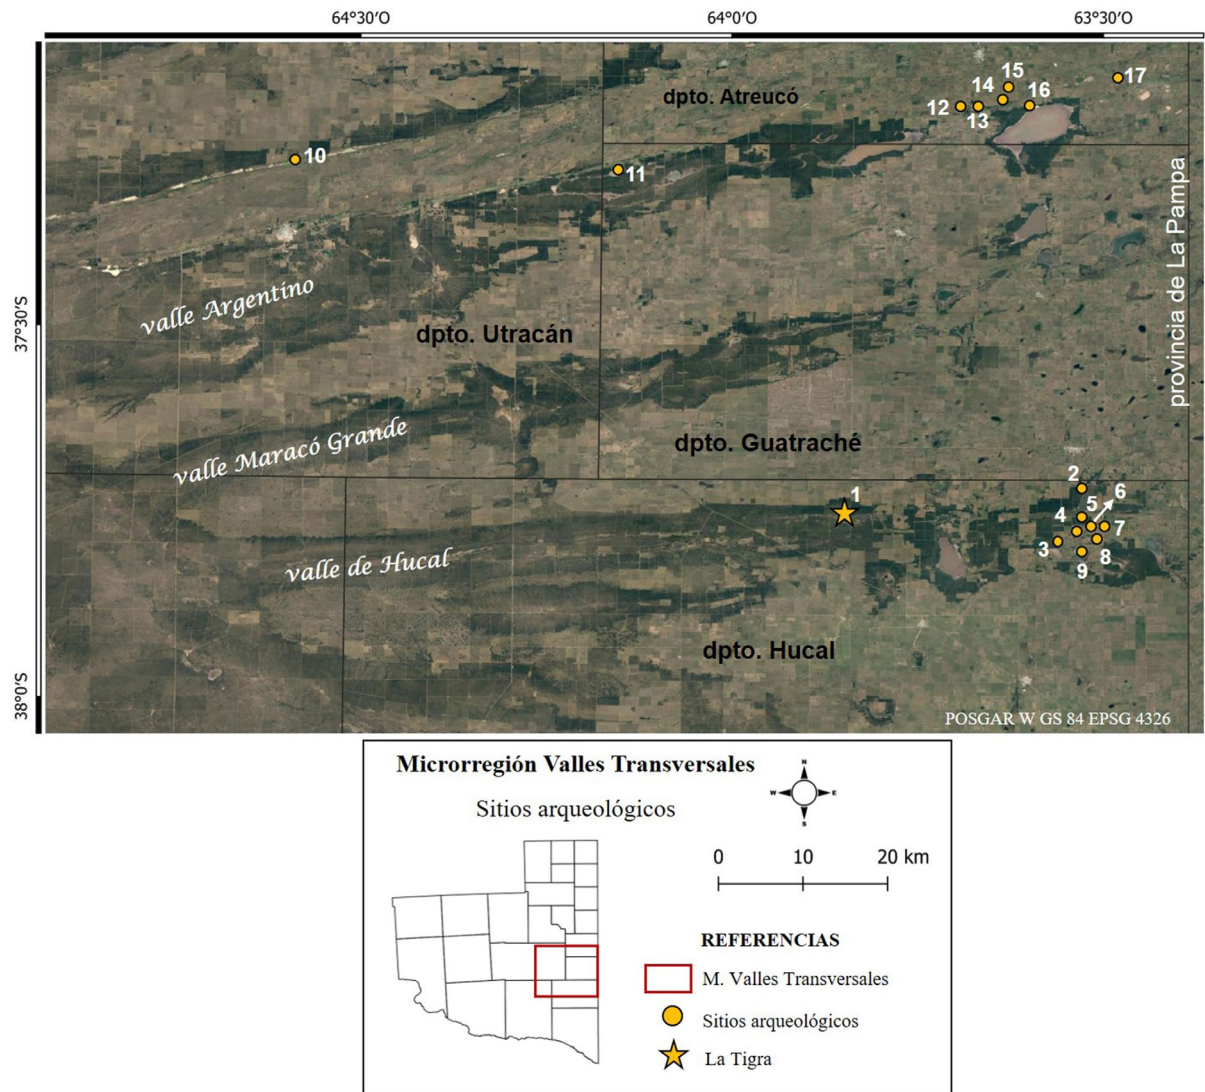 64°30'O
64°0'O
63°30'O
dpto. Atreucó
15
14
16
17
12
13
10
11
provincia de La Pampa
valle Argentino
37°30'S
dpto. Utracán
valle Maracó Grande
dpto. Guatraché
1
2
6
5
4
7
3
8
9
valle de Hucal
dpto. Hucal
38°0'S
POSGAR W GS 84 EPSG 4326
Microrregión Valles Transversales
Sitios arqueológicos
N
W
E
S
0
10
20 km
REFERENCIAS
M. Valles Transversales
Sitios arqueológicos
La Tigra